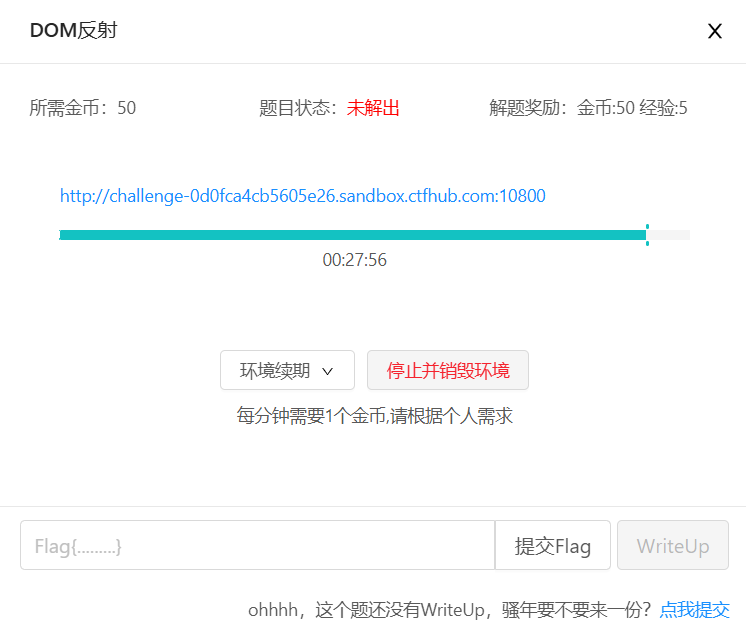 DOM反射
所需金币：50 题目状态：未解出 解题奖励：金币:50 经验:5
http://challenge-0d0fca4cb5605e26.sandbox.ctfhub.com:10800
00:27:56
环境续期 停止并销毁环境
每分钟需要1个金币,请根据个人需求
Flag{.........} 提交Flag WriteUp
ohhhh，这个题还没有WriteUp，骚年要不要来一份？点我提交